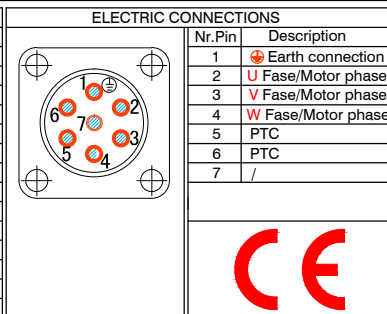 ELECTRIC CONNECTIONS
Nr.Pin Description
1 Earth connection
2 U Fase/Motor phase
3 V Fase/Motor phase
4 W Fase/Motor phase
5 PTC
6 PTC
7 /
1
6 2
7
5 3
4
CE